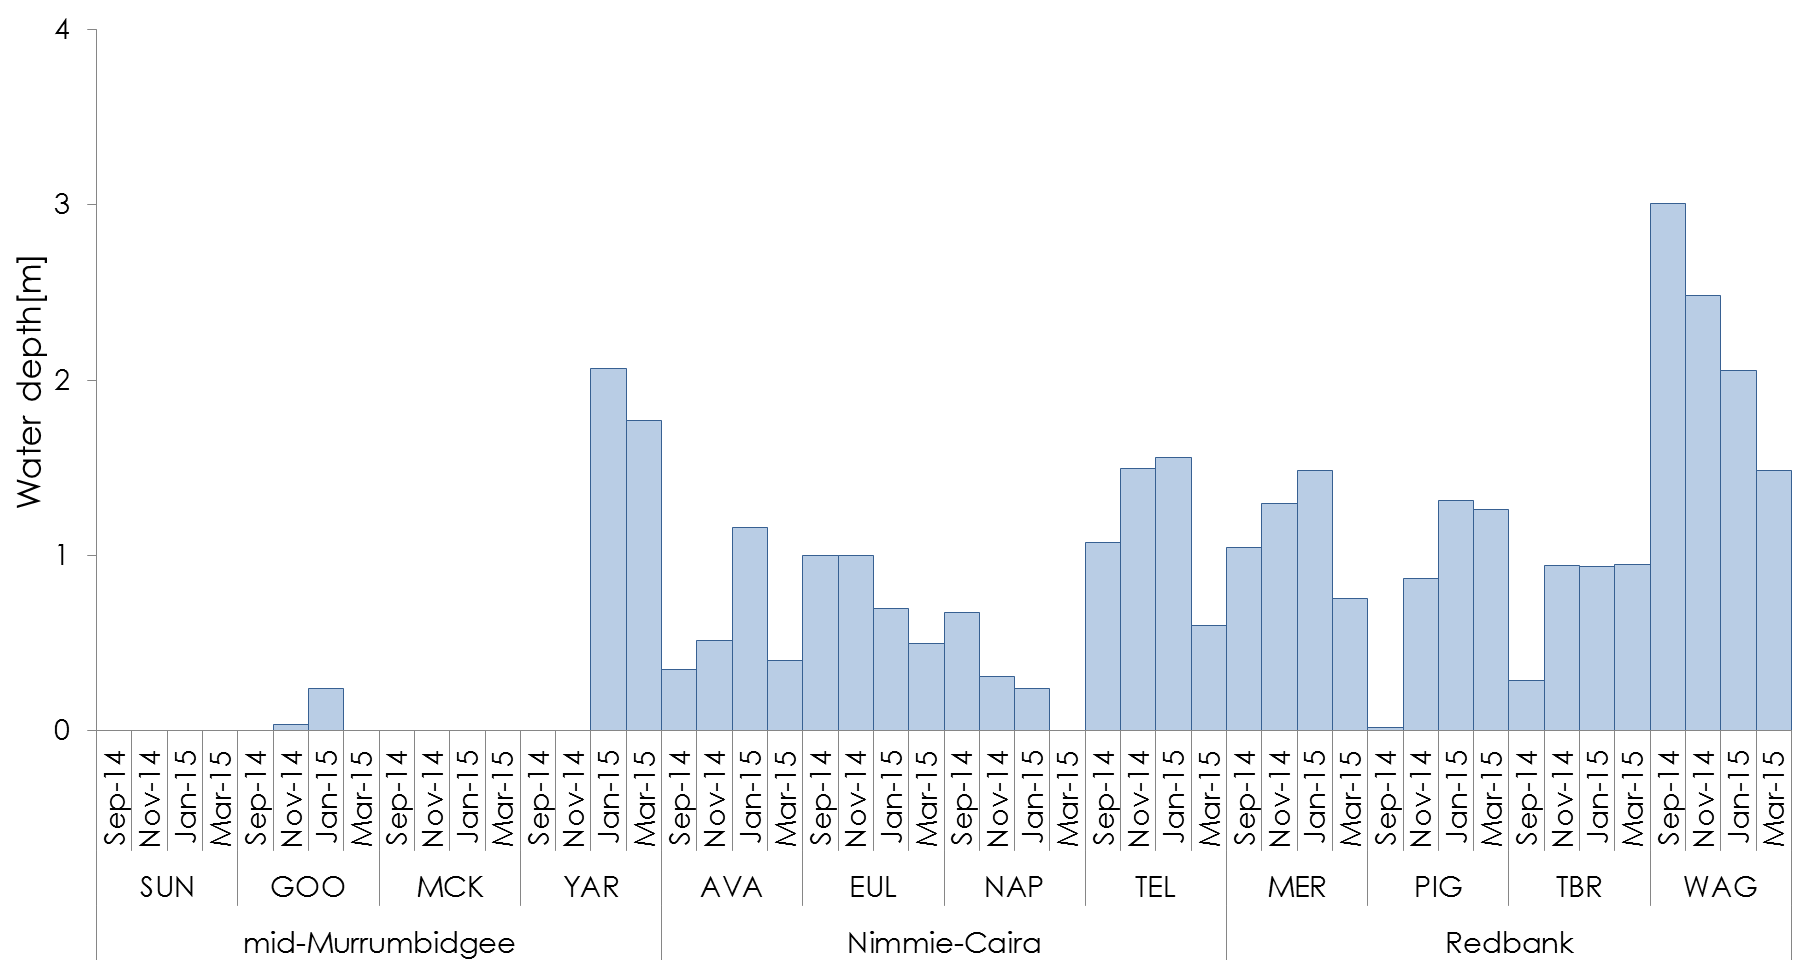 4
3
2
1
0
Water depth[m]
Sep-14 Nov-14 Jan-15 Mar-15 Sep-14 Nov-14 Jan-15 Mar-15 Sep-14 Nov-14 Jan-15 Mar-15 Sep-14 Nov-14 Jan-15 Mar-15 Sep-14 Nov-14 Jan-15 Mar-15 Sep-14 Nov-14 Jan-15 Mar-15 Sep-14 Nov-14 Jan-15 Mar-15 Sep-14 Nov-14 Jan-15 Mar-15 Sep-14 Nov-14 Jan-15 Mar-15 Sep-14 Nov-14 Jan-15 Mar-15 Sep-14 Nov-14 Jan-15 Mar-15 Sep-14 Nov-14 Jan-15 Mar-15
SUN GOO MCK YAR AVA EUL NAP TEL MER PIG TBR WAG
mid-Murrumbidgee Nimmie-Caira Redbank